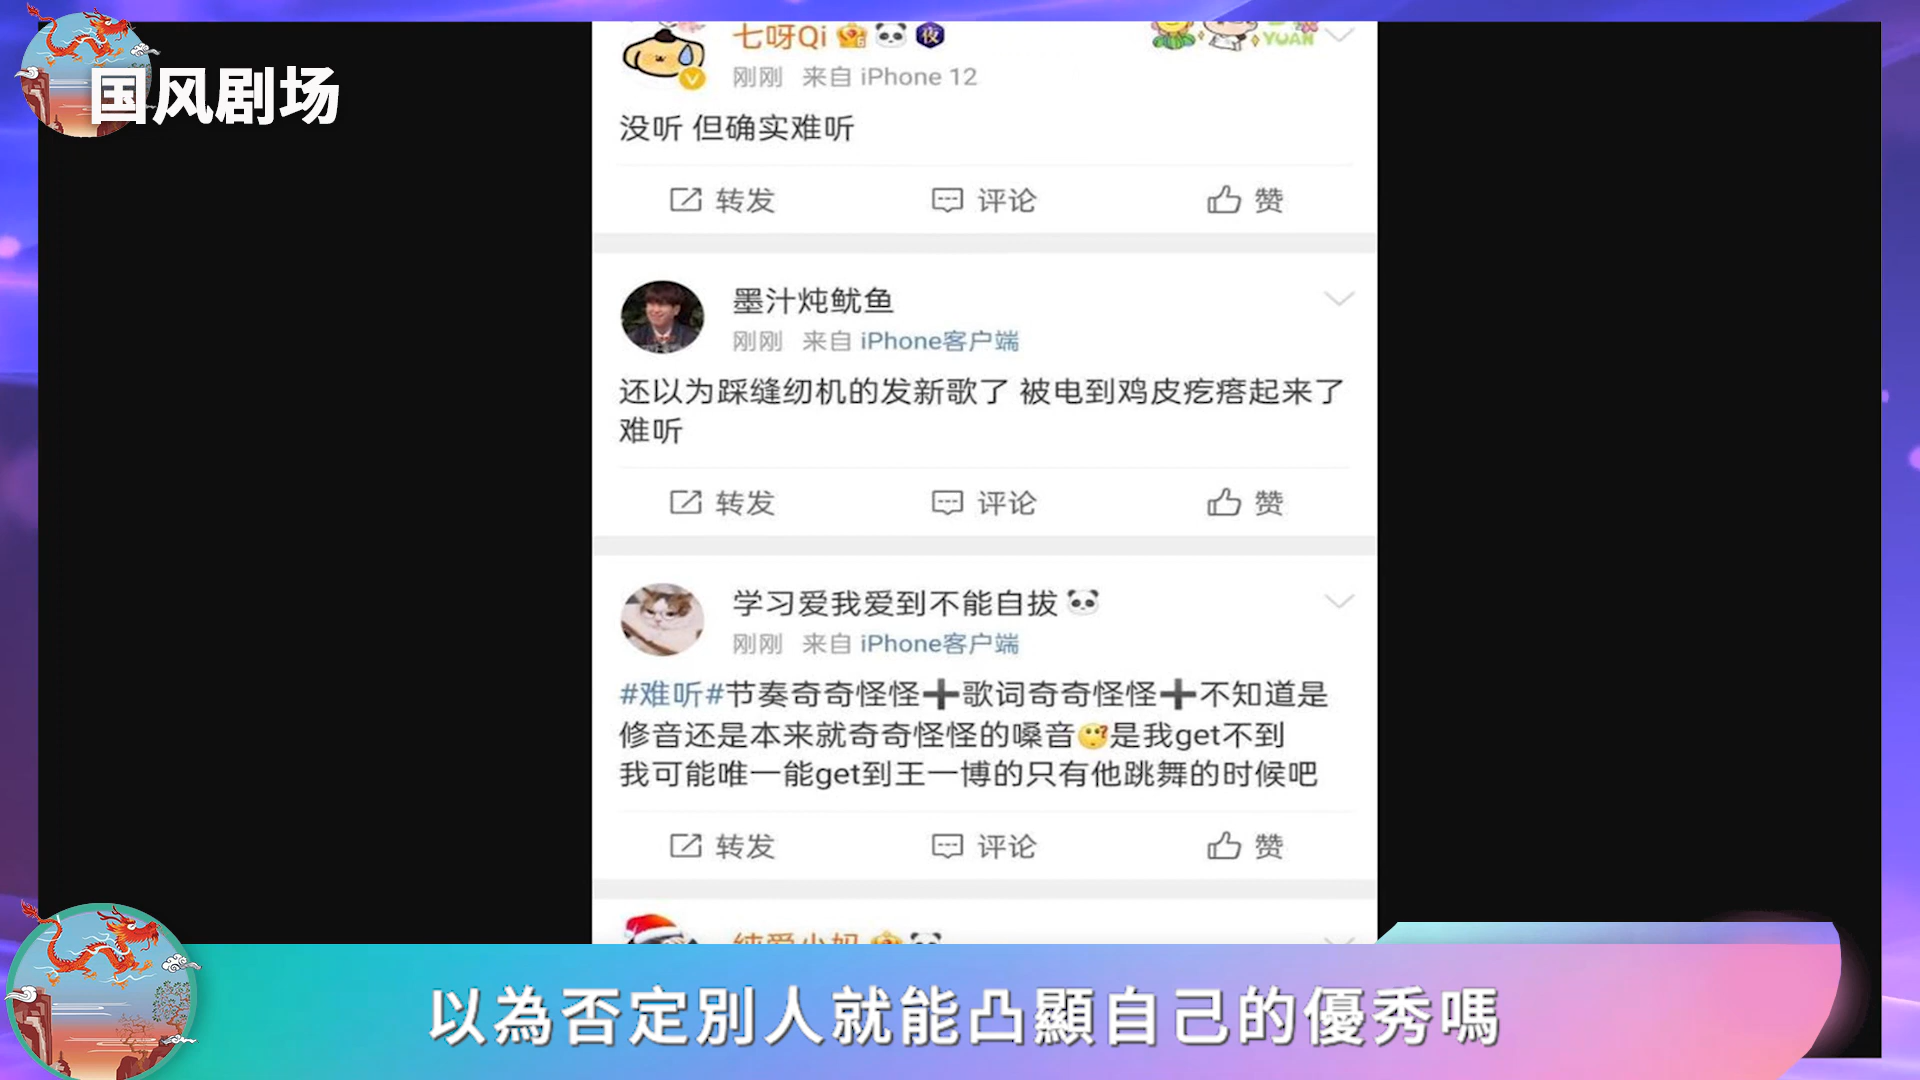 国风剧场
七呀Qi 夜
YUAN
刚刚 来自 iPhone 12
没听 但确实难听
转发 评论 赞
墨汁炖鱿鱼
刚刚 来自 iPhone客户端
还以为踩缝纫机的发新歌了 被电到鸡皮疙瘩起来了
难听
转发 评论 赞
学习爱我爱到不能自拔
刚刚 来自 iPhone客户端
#难听#节奏奇奇怪怪➕歌词奇奇怪怪➕不知道是
修音还是本来就奇奇怪怪的嗓音是我get不到
我可能唯一能get到王一博的只有他跳舞的时候吧
转发 评论 赞
以為否定別人就能凸顯自己的優秀嗎